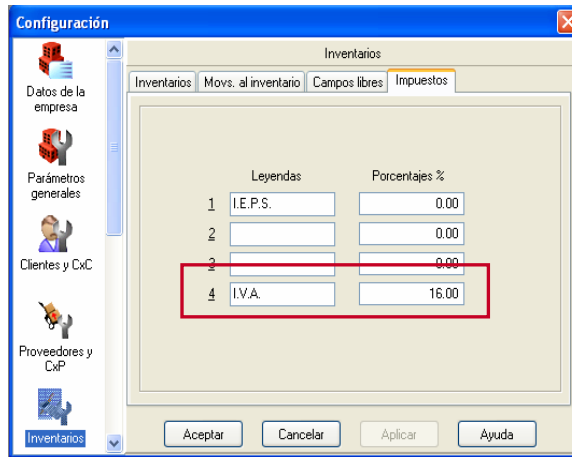 Configuración
Datos de la
empresa
Parámetros
generales
Clientes y CxC
Proveedores y
CxP
Inventarios
Inventarios
Inventarios Movs. al inventario Campos libres Impuestos
Leyendas Porcentajes %
1 I.E.P.S. 0.00
2 0.00
3 0.00
4 I.V.A. 16.00
Aceptar Cancelar Aplicar Ayuda